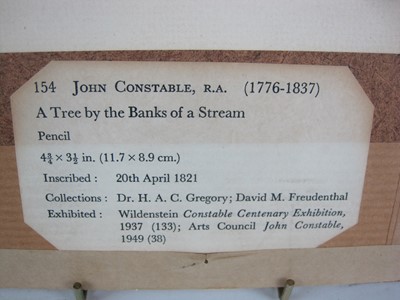 154 JOHN CONSTABLE, R.A. (1776-1837)
A Tree by the Banks of a Stream
Pencil
4¾ × 3½ in. (11.7 × 8.9 cm.)
Inscribed : 20th April 1821
Collections : Dr. H. A. C. Gregory; David M. Freudenthal
Exhibited : Wildenstein Constable Centenary Exhibition,
1937 (133); Arts Council John Constable,
1949 (38)